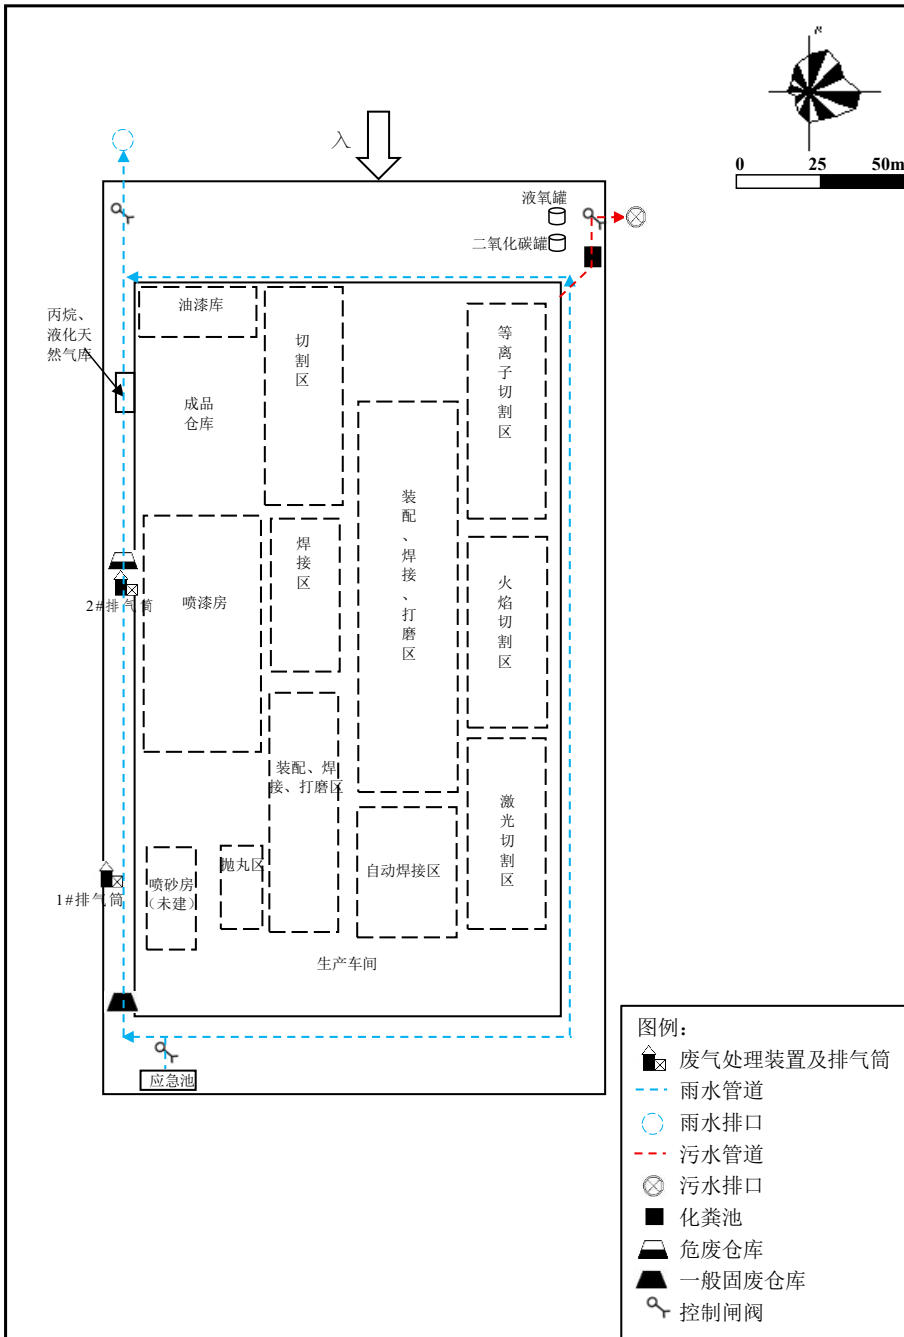 N
0 25 50m
入
液氧罐
二氧化碳罐
丙烷、
液化天
然气库
油漆库
切割区
等离子切割区
成品
仓库
装配、焊接、打磨区
焊接区
喷漆房
火焰切割区
2#排气筒
装配、焊
接、打磨区
激光切割区
抛丸区
自动焊接区
喷砂房
（未建）
1#排气筒
生产车间
应急池
图例：
废气处理装置及排气筒
雨水管道
雨水排口
污水管道
污水排口
化粪池
危废仓库
一般固废仓库
控制闸阀